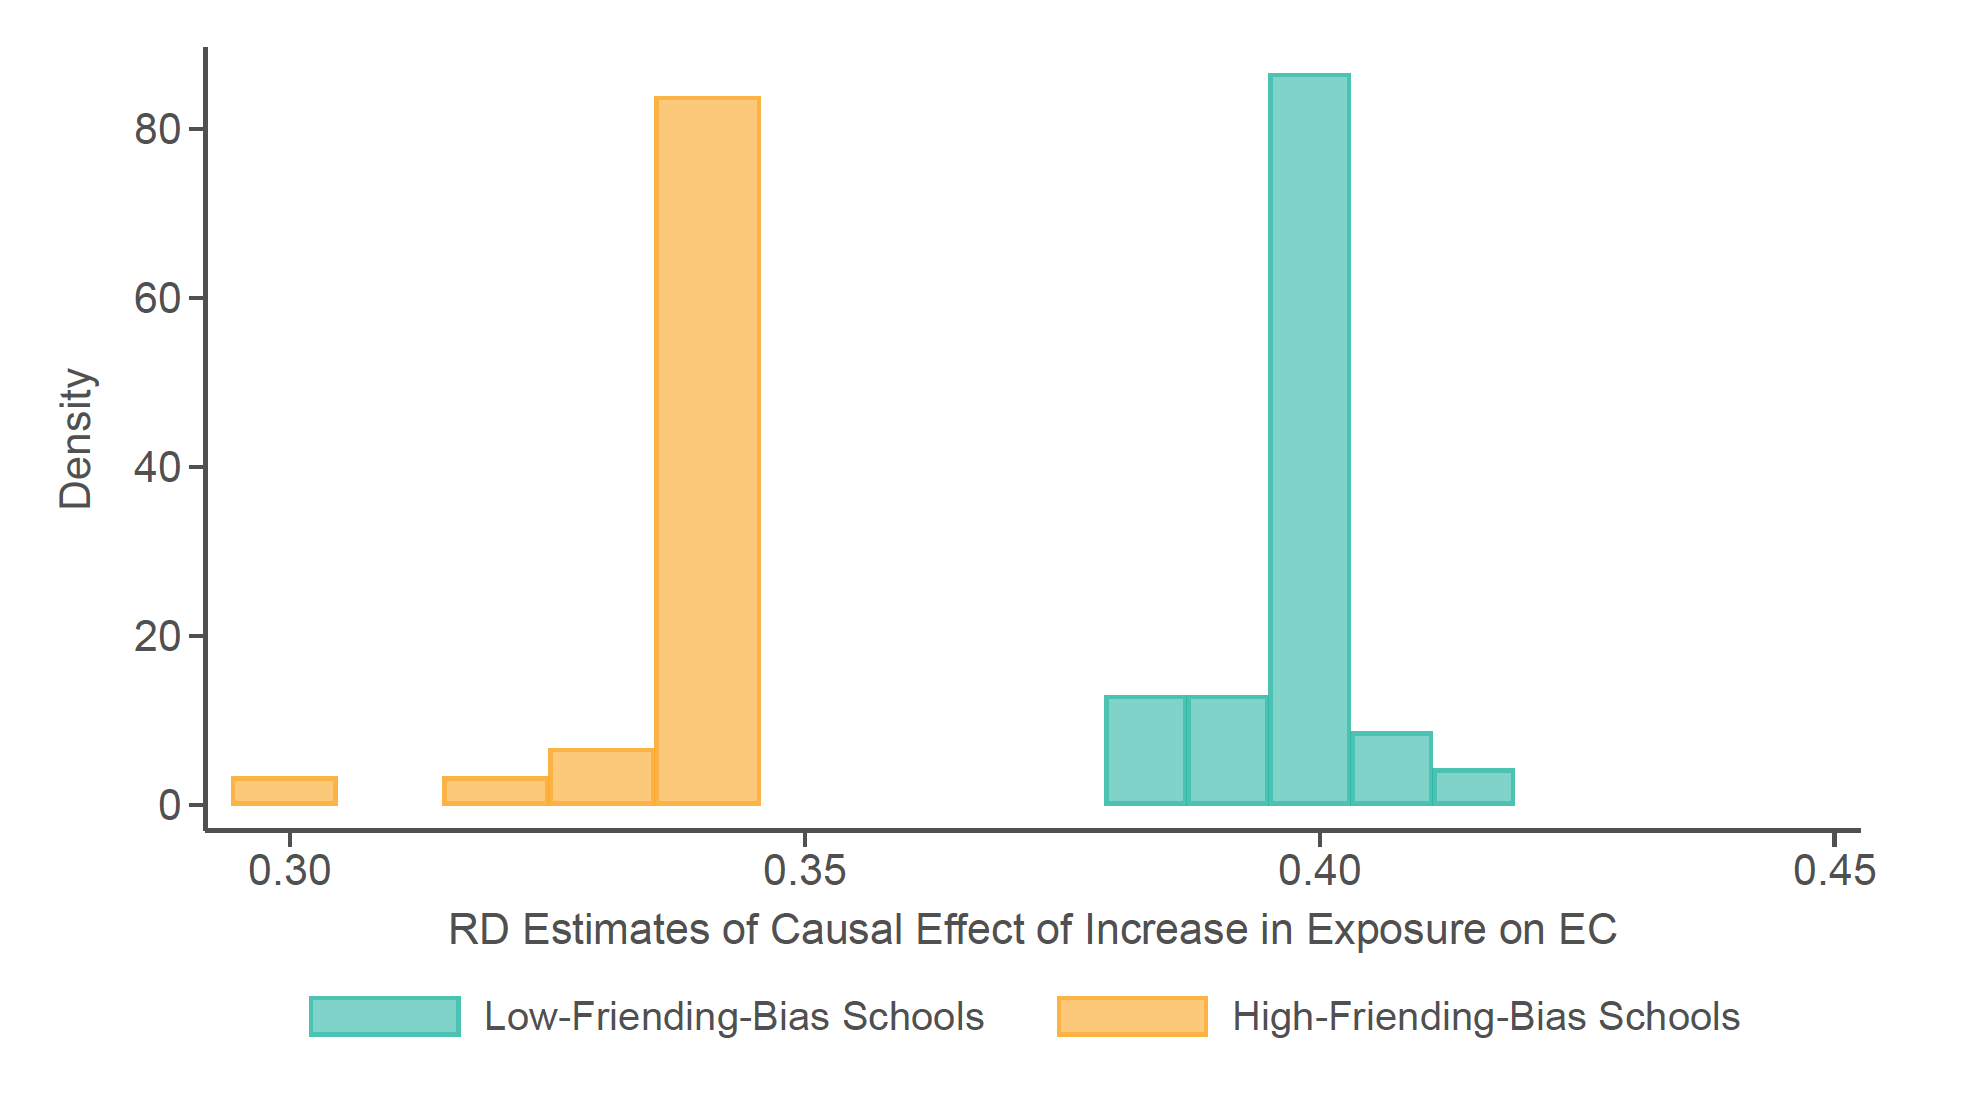 80
60
40
20
0
Density
0.30 0.35 0.40 0.45
RD Estimates of Causal Effect of Increase in Exposure on EC
Low-Friending-Bias Schools High-Friending-Bias Schools